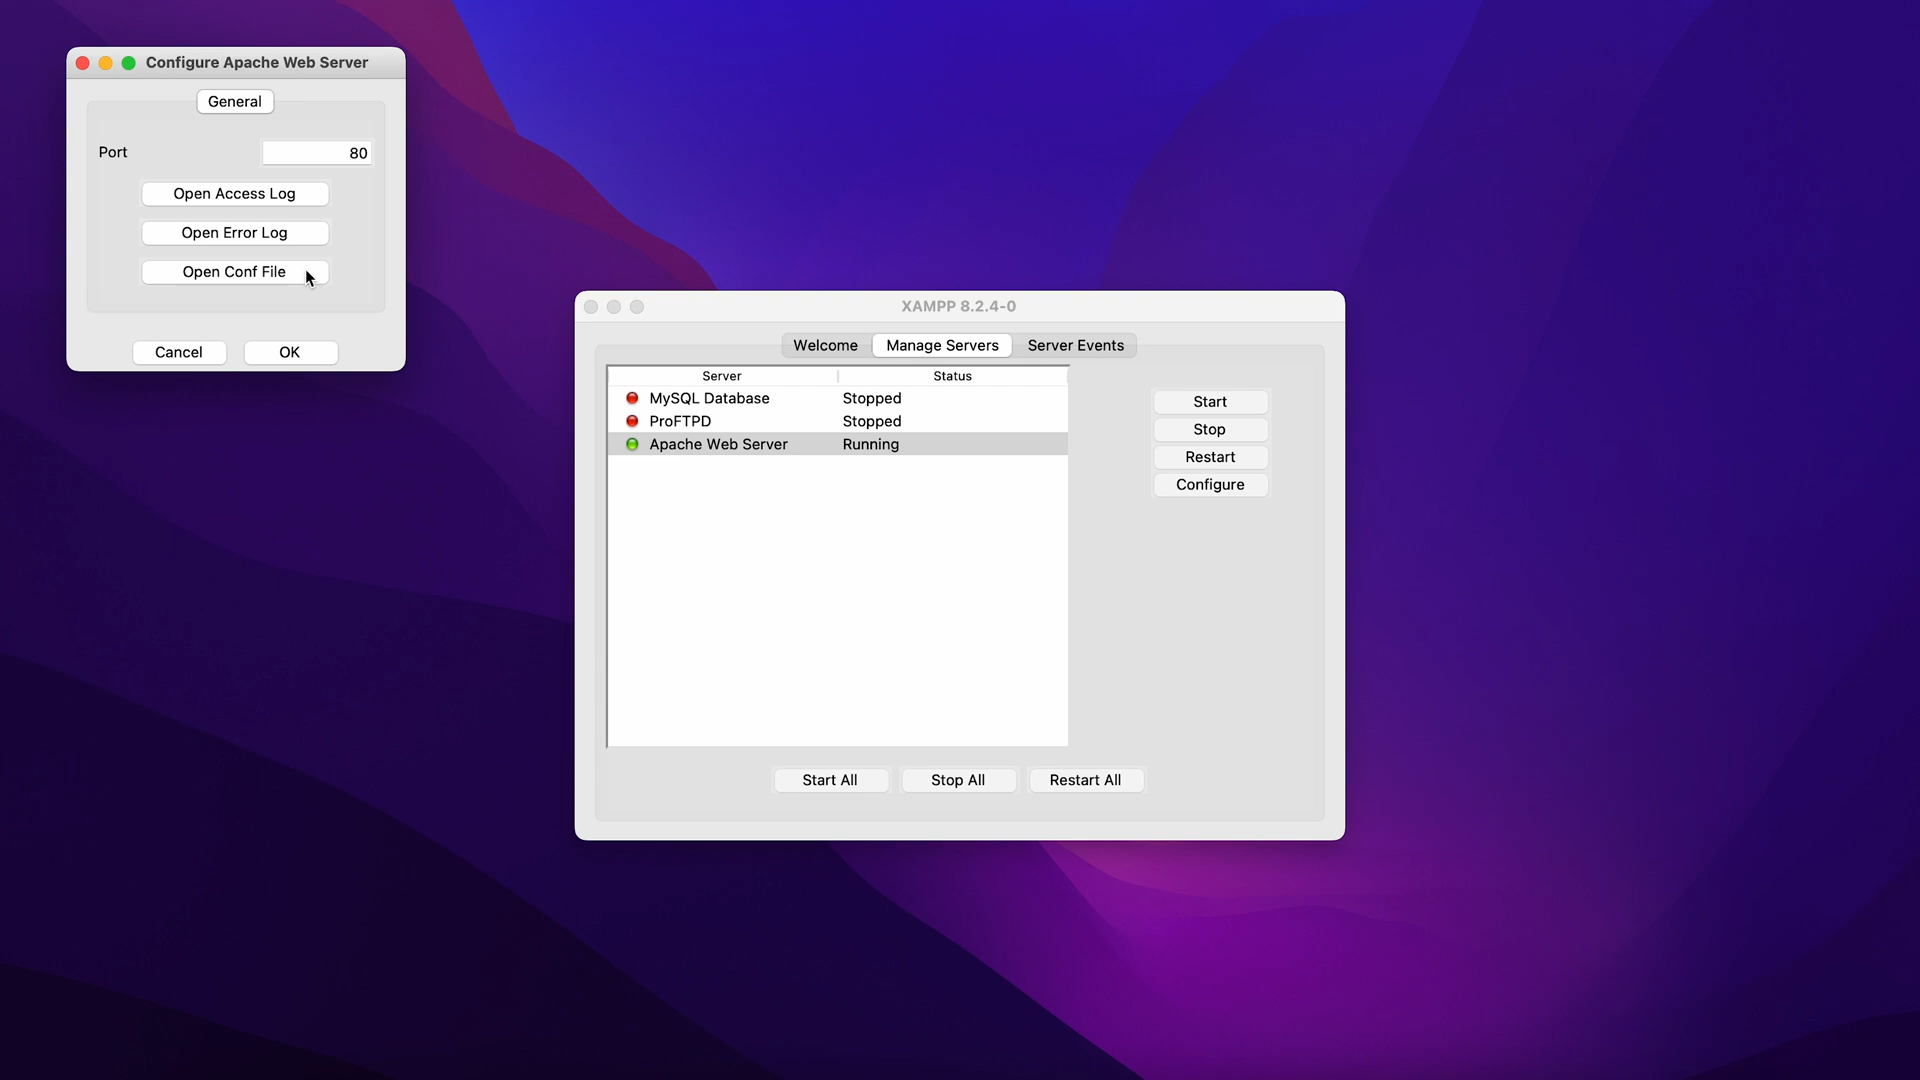 Configure Apache Web Server
General
Port 80
Open Access Log
Open Error Log
Open Conf File
Cancel OK
XAMPP 8.2.4-0
Welcome Manage Servers Server Events
Server Status
MySQL Database Stopped
ProFTPD Stopped
Apache Web Server Running
Start
Stop
Restart
Configure
Start All Stop All Restart All